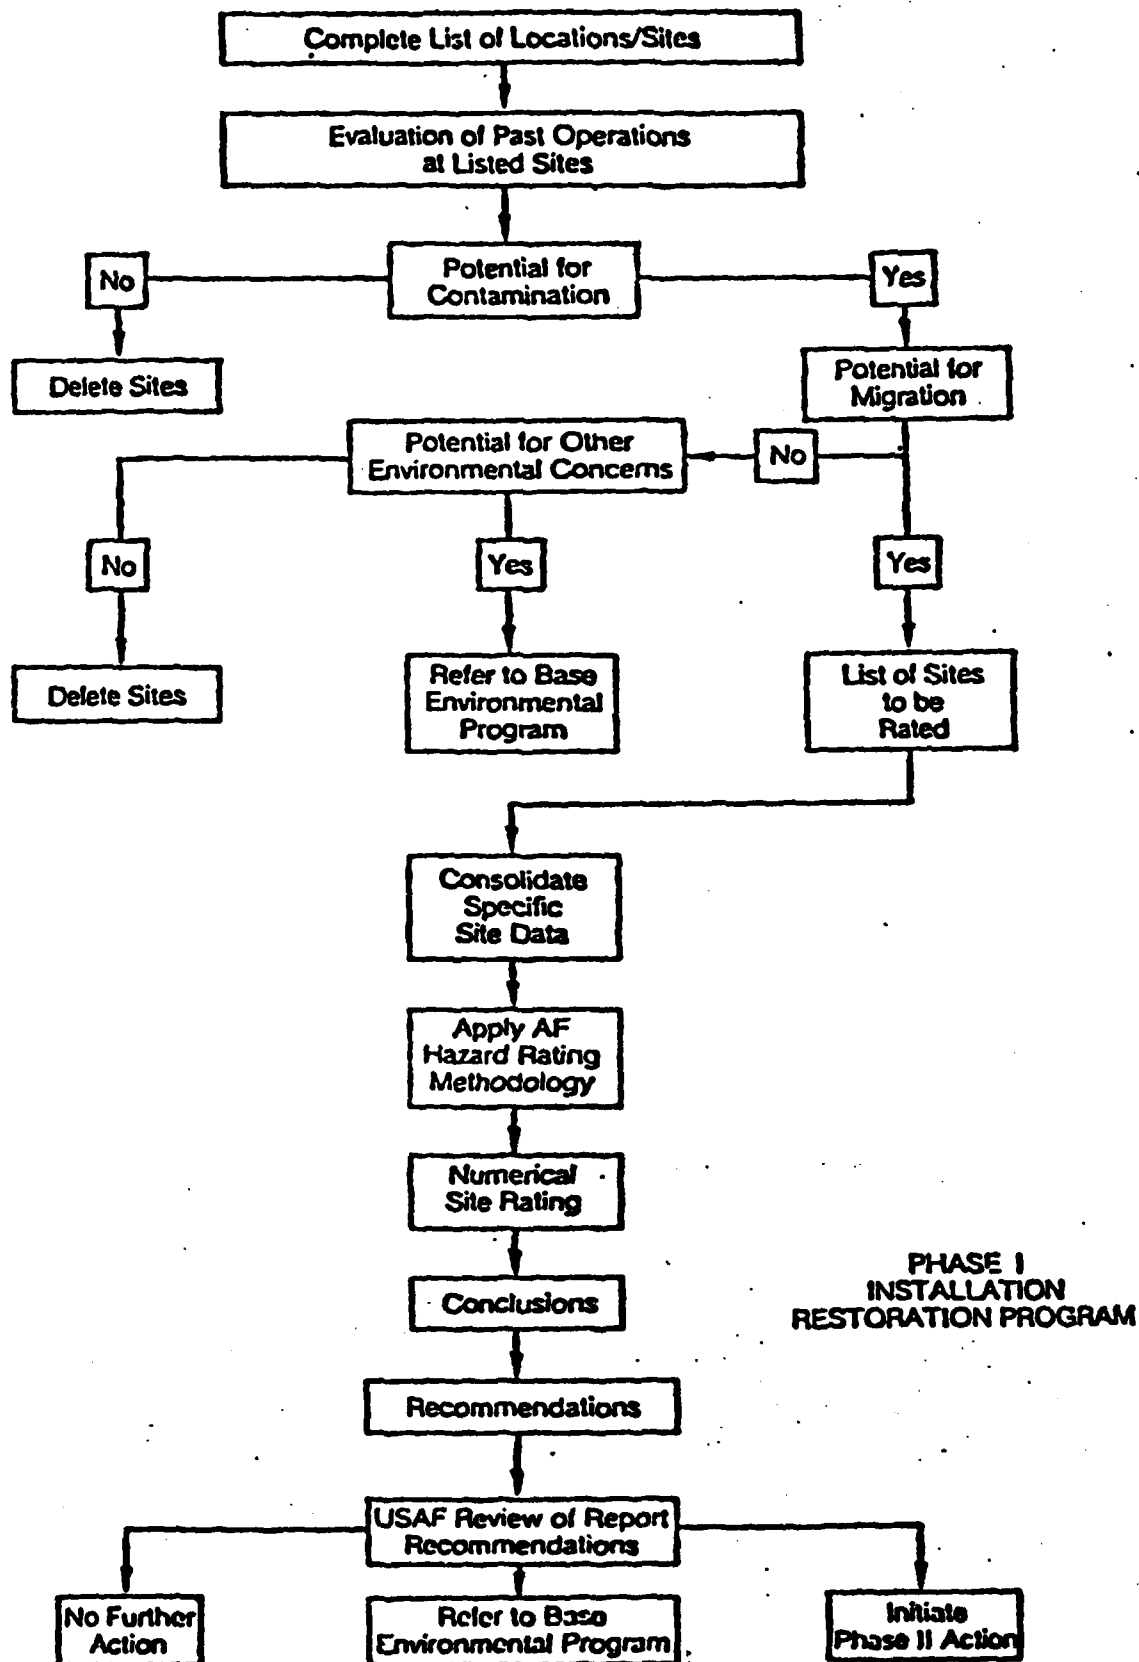 Complete List of Locations/Sites
Evaluation of Past Operations
at Listed Sites
No
Potential for
Contamination
Yes
Delete Sites
Potential for
Migration
Potential for Other
Environmental Concerns
No
No
Yes
Yes
Delete Sites
Refer to Base
Environmental
Program
List of Sites
to be
Rated
Consolidate
Specific
Site Data
Apply AF
Hazard Rating
Methodology
Numerical
Site Rating
Conclusions
PHASE I
INSTALLATION
RESTORATION PROGRAM
Recommendations
USAF Review of Report
Recommendations
No Further
Action
Refer to Base
Environmental Program
Initiate
Phase II Action